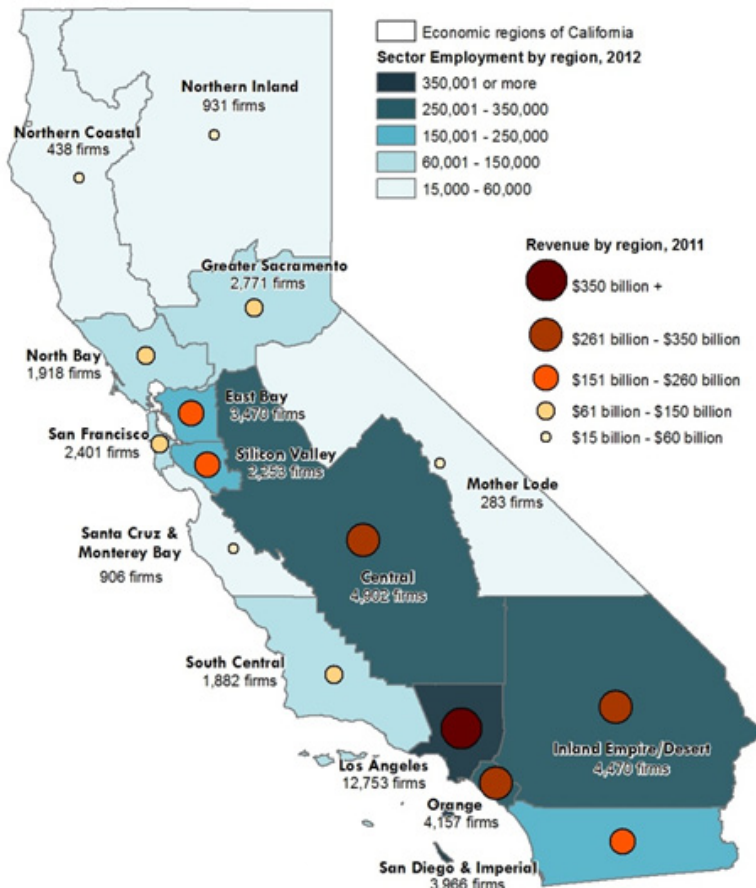 Economic regions of California
Sector Employment by region, 2012
350,001 or more
250,001 - 350,000
150,001 - 250,000
60,001 - 150,000
15,000 - 60,000
Revenue by region, 2011
$350 billion +
$261 billion - $350 billion
$151 billion - $260 billion
$61 billion - $150 billion
$15 billion - $60 billion
Northern Inland
931 firms
Northern Coastal
438 firms
Greater Sacramento
2,771 firms
North Bay
1,918 firms
East Bay
3,470 firms
San Francisco
2,401 firms
Silicon Valley
2,253 firms
Mother Lode
283 firms
Santa Cruz &
Monterey Bay
906 firms
Central
4,902 firms
South Central
1,882 firms
Los Angeles
12,753 firms
Inland Empire/Desert
4,470 firms
Orange
4,157 firms
San Diego & Imperial
3,966 firms